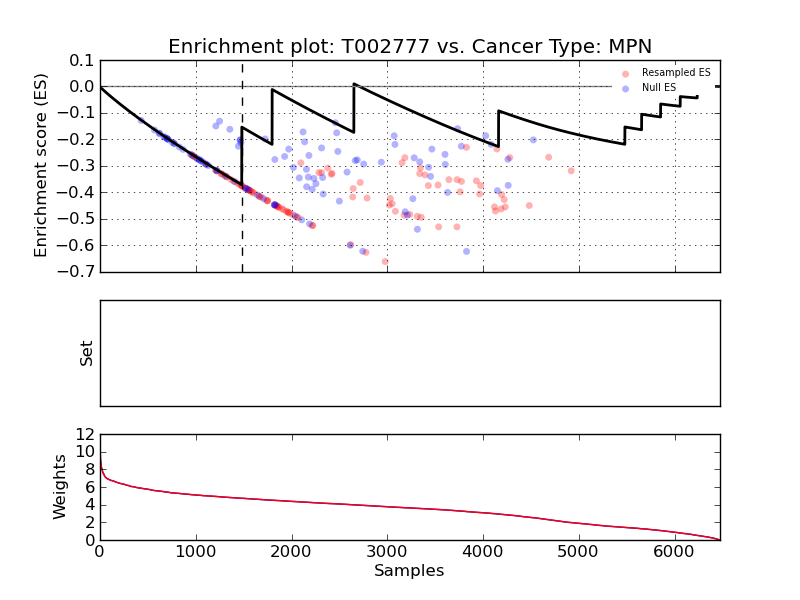 Enrichment plot: T002777 vs. Cancer Type: MPN
Enrichment score (ES)
0.1
0.0
−0.1
−0.2
−0.3
−0.4
−0.5
−0.6
−0.7
Resampled ES
Null ES
Set
Weights
12
10
8
6
4
2
0
0 1000 2000 3000 4000 5000 6000
Samples